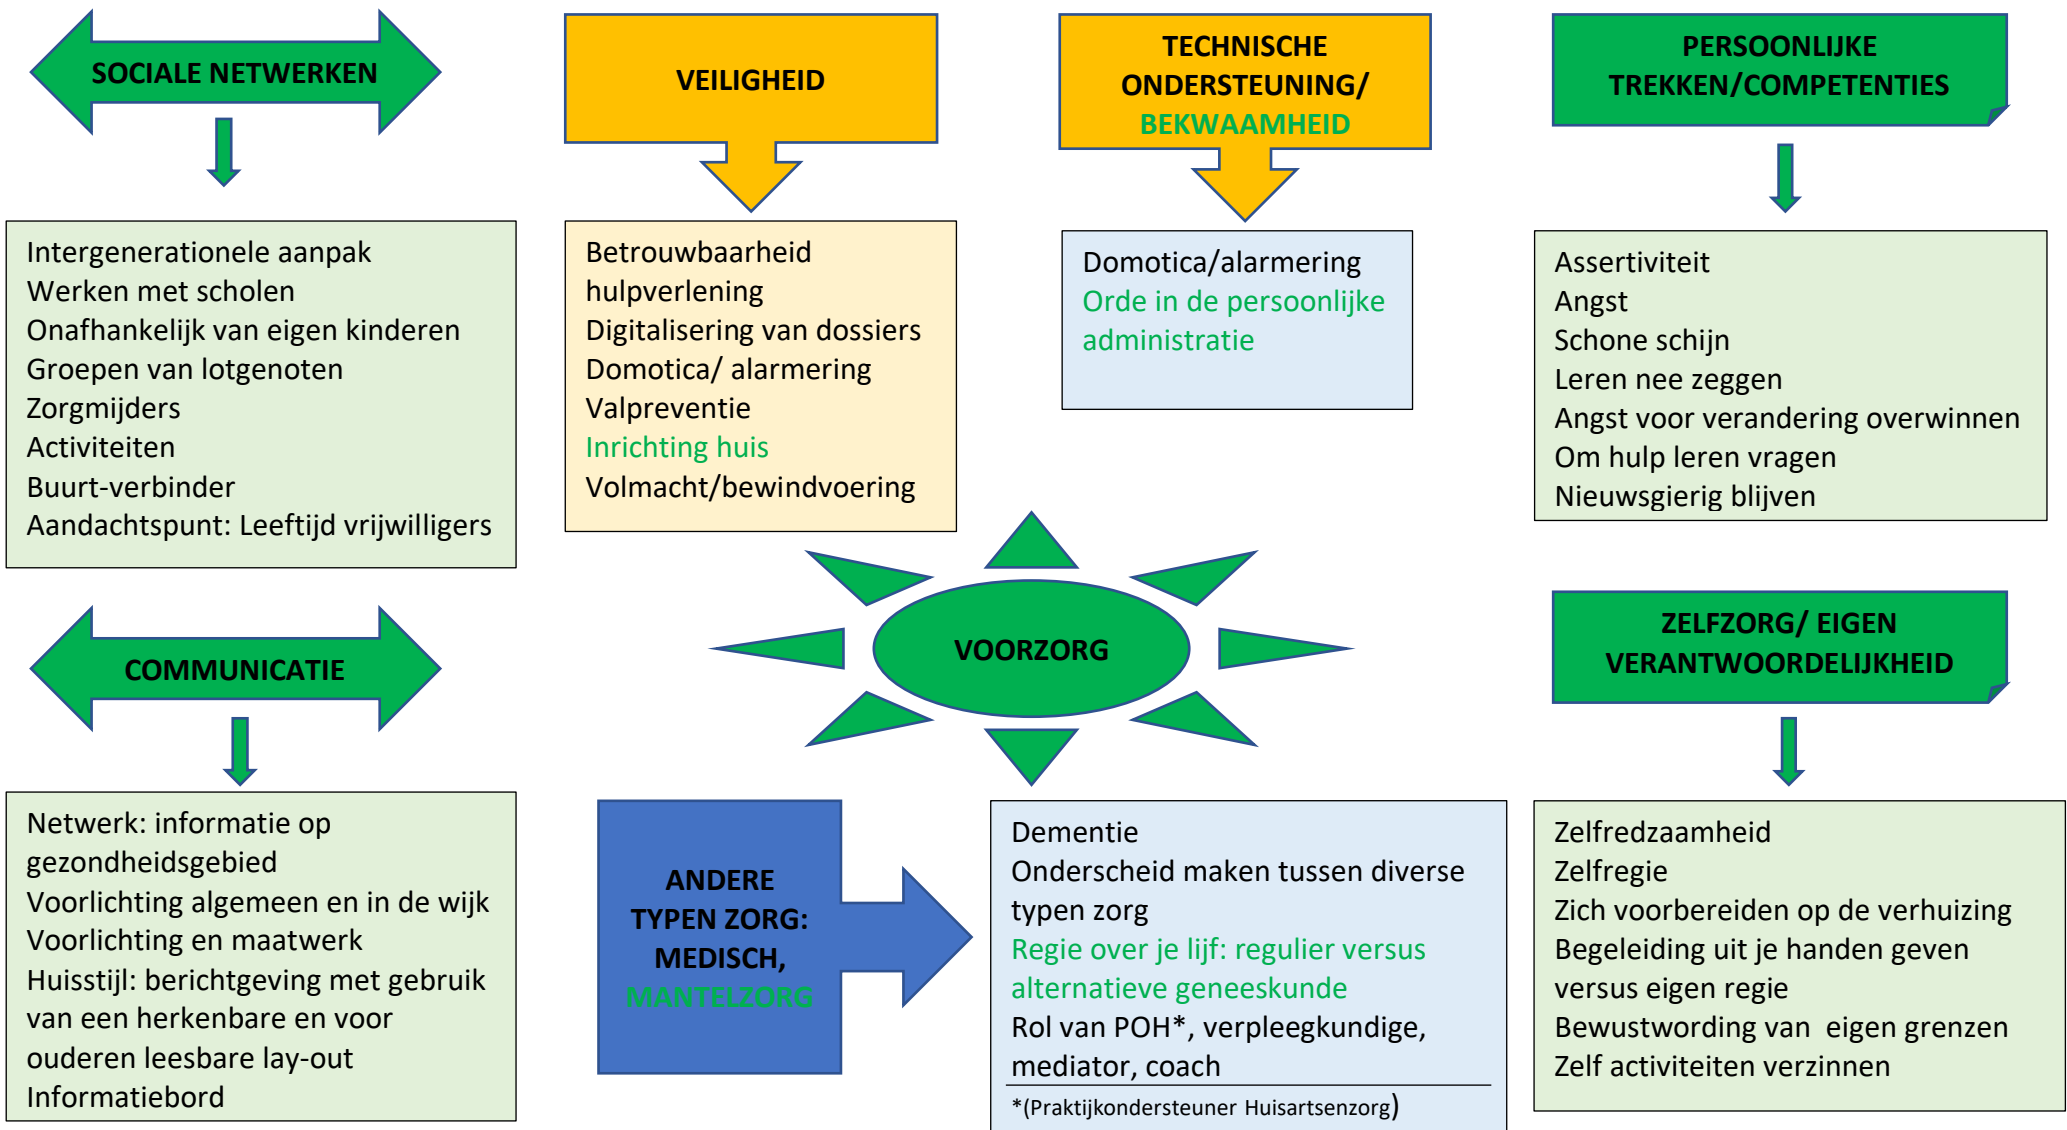 SOCIALE NETWERKEN
Intergenerationele aanpak
Werken met scholen
Onafhankelijk van eigen kinderen
Groepen van lotgenoten
Zorgmijders
Activiteiten
Buurt-verbinder
Aandachtspunt: Leeftijd vrijwilligers
VEILIGHEID
Betrouwbaarheid
hulpverlening
Digitalisering van dossiers
Domotica/ alarmering
Valpreventie
Inrichting huis
Volmacht/bewindvoering
TECHNISCHE
ONDERSTEUNING/
BEKWAAMHEID
Domotica/alarmering
Orde in de persoonlijke
administratie
PERSOONLIJKE
TREKKEN/COMPETENTIES
Assertiviteit
Angst
Schone schijn
Leren nee zeggen
Angst voor verandering overwinnen
Om hulp leren vragen
Nieuwsgierig blijven
COMMUNICATIE
Netwerk: informatie op
gezondheidsgebied
Voorlichting algemeen en in de wijk
Voorlichting en maatwerk
Huisstijl: berichtgeving met gebruik
van een herkenbare en voor
ouderen leesbare lay-out
Informatiebord
VOORZORG
ANDERE
TYPEN ZORG:
MEDISCH,
MANTELZORG
Dementie
Onderscheid maken tussen diverse
typen zorg
Regie over je lijf: regulier versus
alternatieve geneeskunde
Rol van POH*, verpleegkundige,
mediator, coach
*(Praktijkondersteuner Huisartsenzorg)
ZELFZORG/ EIGEN
VERANTWOORDELIJKHEID
Zelfredzaamheid
Zelfregie
Zich voorbereiden op de verhuizing
Begeleiding uit je handen geven
versus eigen regie
Bewustwording van  eigen grenzen
Zelf activiteiten verzinnen